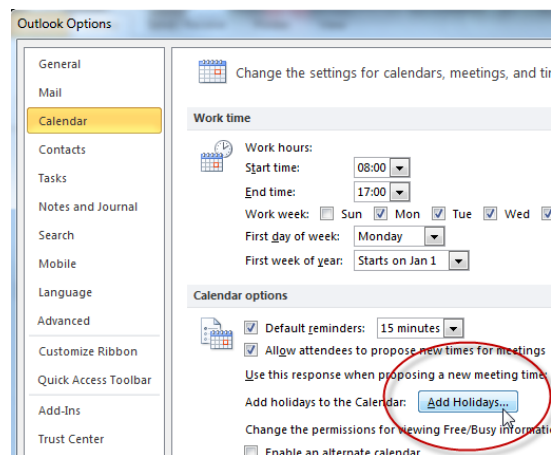 Outlook Options
General
Mail
Calendar
Contacts
Tasks
Notes and Journal
Search
Mobile
Language
Advanced
Customize Ribbon
Quick Access Toolbar
Add-Ins
Trust Center
Change the settings for calendars, meetings, and
Work time
Work hours:
Start time: 08:00
End time: 17:00
Work week: Sun Mon Tue Wed
First day of week: Monday
First week of year: Starts on Jan 1
Calendar options
Default reminders: 15 minutes
Allow attendees to propose new times for meetings
Use this response when proposing a new meeting time:
Add holidays to the Calendar: Add Holidays...
Change the permissions for viewing Free/Busy
Enable an alternate calendar